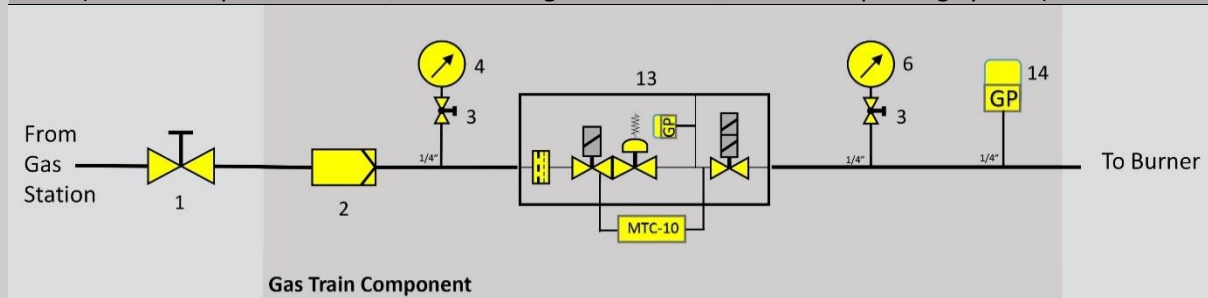 4
3
13
GP
6
3
14
GP
From
Gas
Station
1/4"
1/4"
1/4"
To Burner
1
2
MTC-10
Gas Train Component